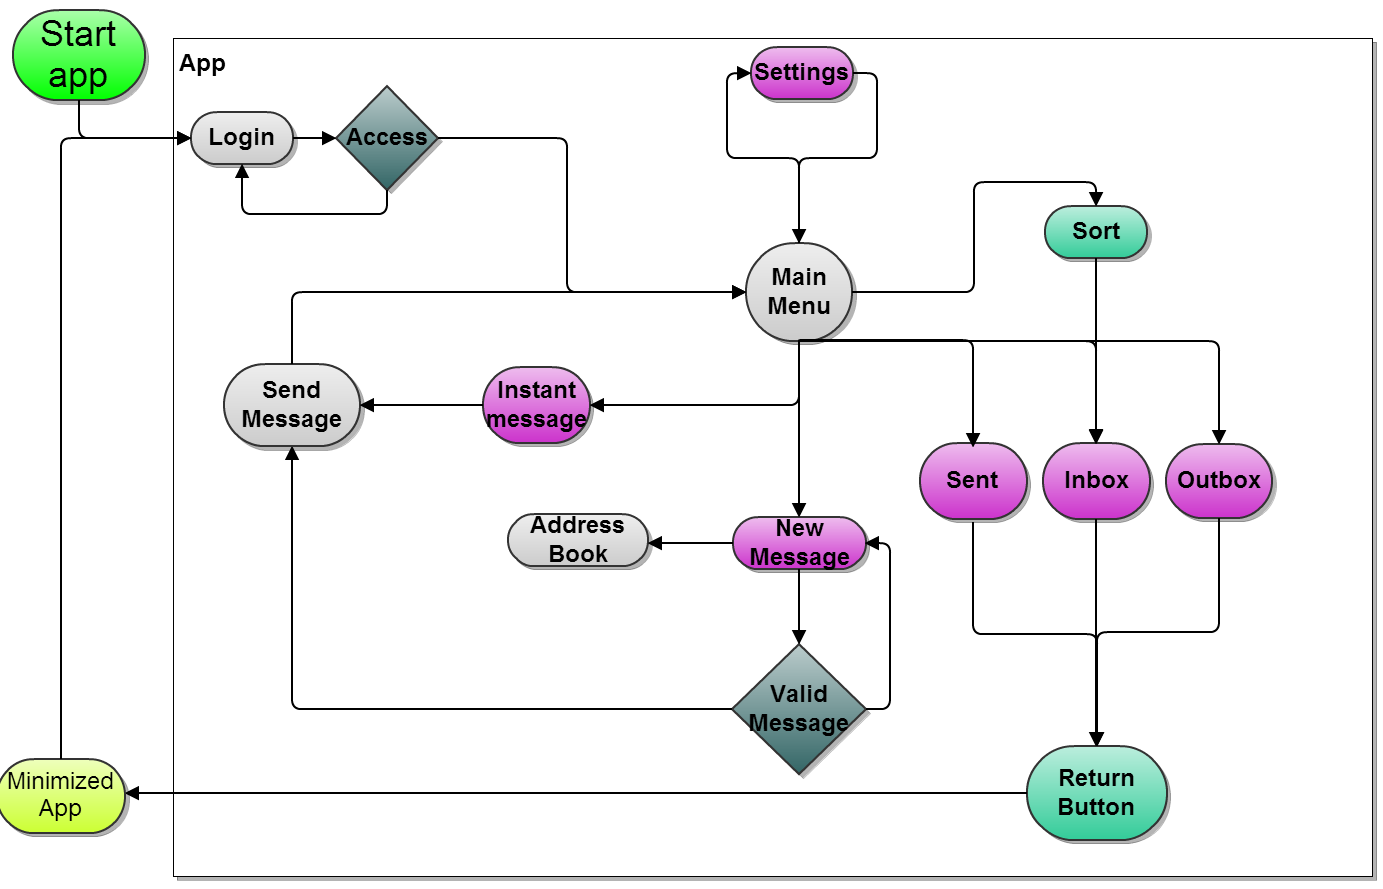 Start
app
App
Settings
Login
Access
Sort
Main
Menu
Send
Message
Instant
message
Sent
Inbox
Outbox
Address
Book
New
Message
Valid
Message
Minimized
App
Return
Button